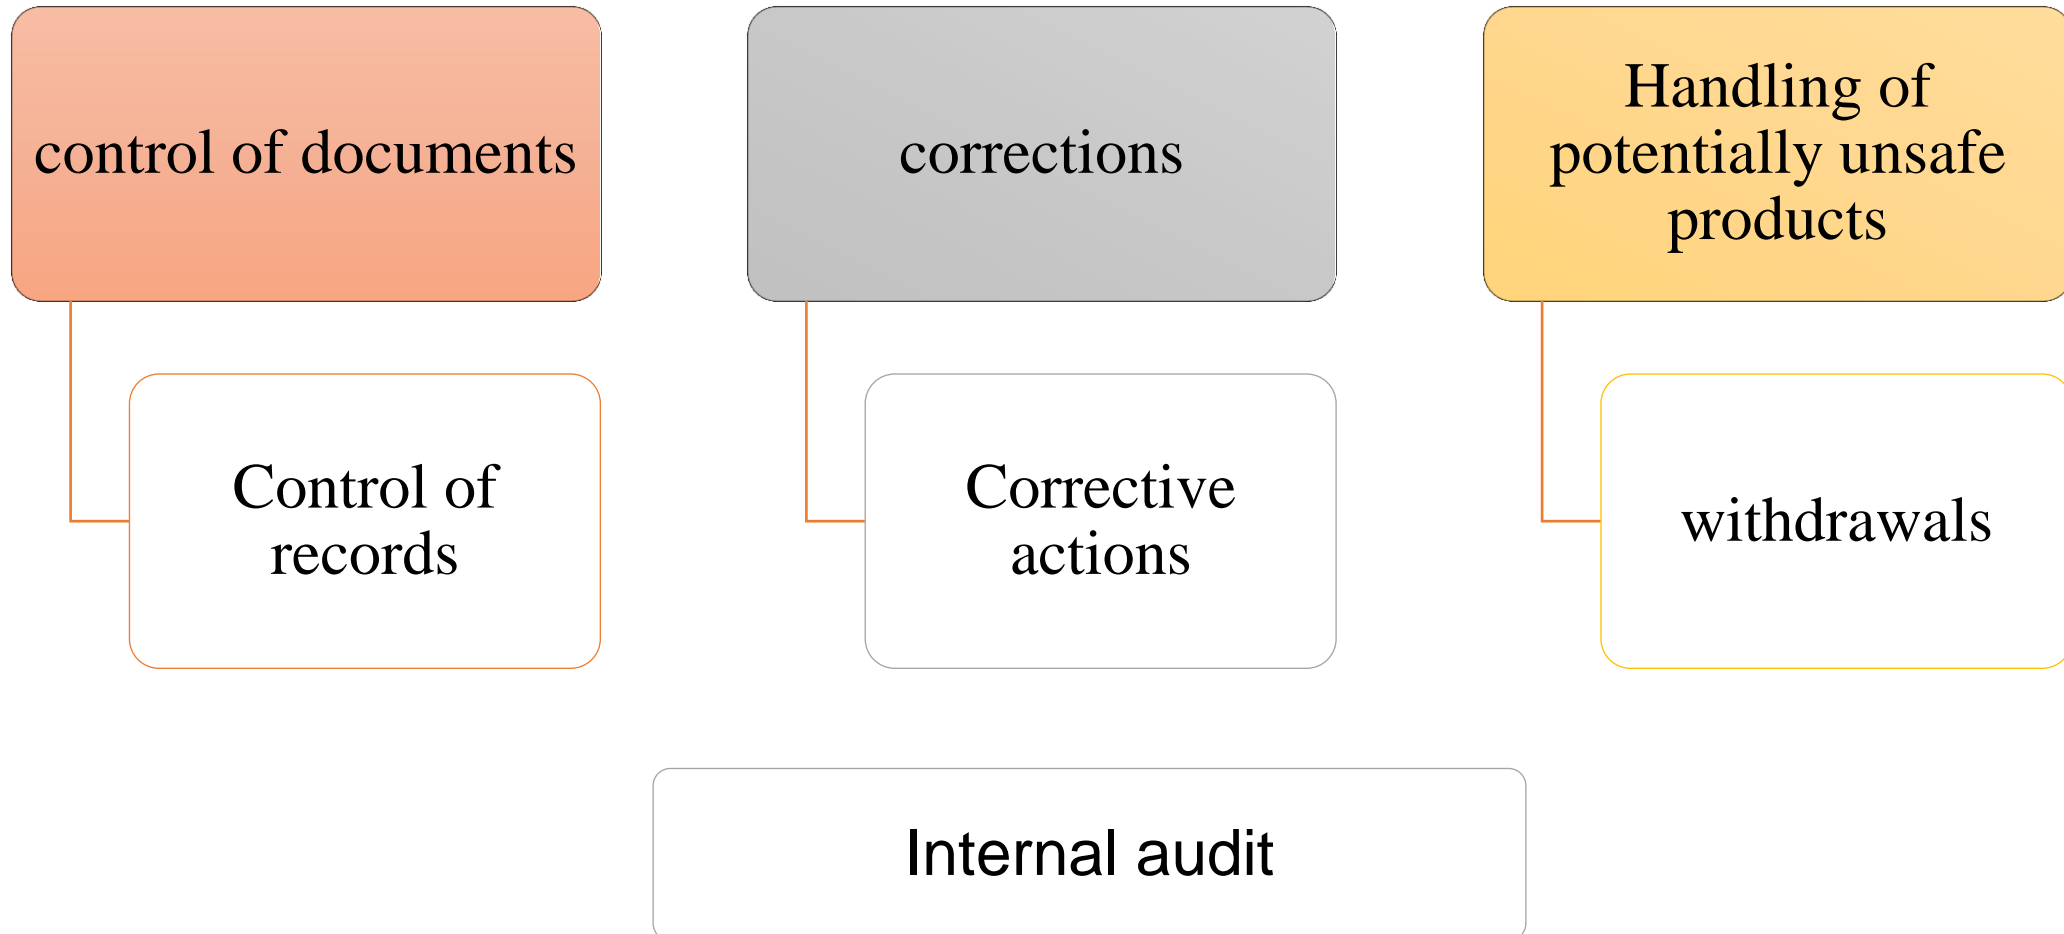 control of documents
Control of
records
corrections
Corrective
actions
Handling of
potentially unsafe
products
withdrawals
Internal audit